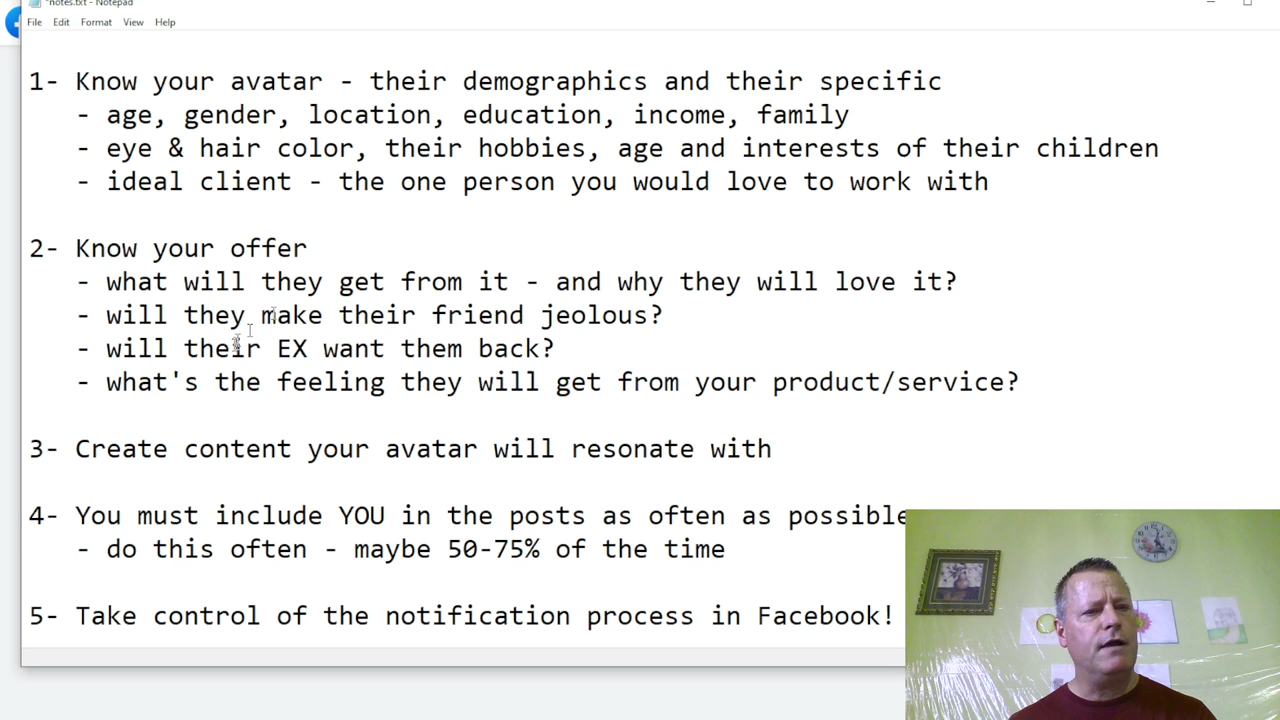 *notes.txt - Notepad
File Edit Format View Help
1- Know your avatar - their demographics and their specific
- age, gender, location, education, income, family
- eye & hair color, their hobbies, age and interests of their children
- ideal client - the one person you would love to work with
2- Know your offer
- what will they get from it - and why they will love it?
- will they make their friend jeolous?
- will their EX want them back?
- what's the feeling they will get from your product/service?
3- Create content your avatar will resonate with
4- You must include YOU in the posts as often as possible
- do this often - maybe 50-75% of the time
5- Take control of the notification process in Facebook!